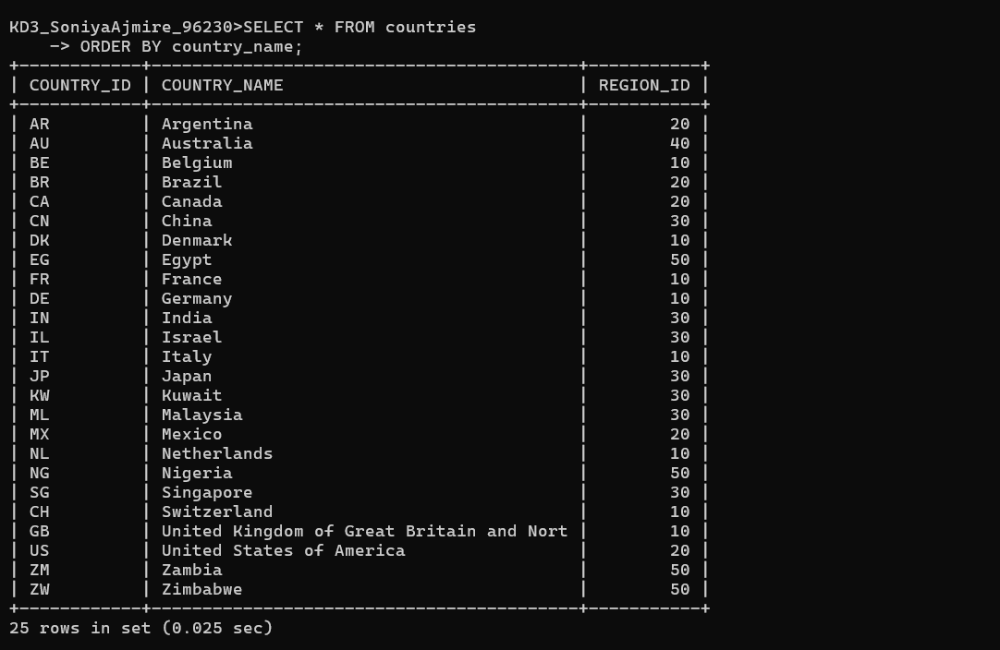 KD3_SoniyaAjmire_96230>SELECT * FROM countries
    -> ORDER BY country_name;
+------------+------------------------------------------+-----------+
| COUNTRY_ID | COUNTRY_NAME                             | REGION_ID |
+------------+------------------------------------------+-----------+
| AR         | Argentina                                |        20 |
| AU         | Australia                                |        40 |
| BE         | Belgium                                  |        10 |
| BR         | Brazil                                   |        20 |
| CA         | Canada                                   |        20 |
| CN         | China                                    |        30 |
| DK         | Denmark                                  |        10 |
| EG         | Egypt                                    |        50 |
| FR         | France                                   |        10 |
| DE         | Germany                                  |        10 |
| IN         | India                                    |        30 |
| IL         | Israel                                   |        30 |
| IT         | Italy                                    |        10 |
| JP         | Japan                                    |        30 |
| KW         | Kuwait                                   |        30 |
| ML         | Malaysia                                 |        30 |
| MX         | Mexico                                   |        20 |
| NL         | Netherlands                              |        10 |
| NG         | Nigeria                                  |        50 |
| SG         | Singapore                                |        30 |
| CH         | Switzerland                              |        10 |
| GB         | United Kingdom of Great Britain and Nort |        10 |
| US         | United States of America                 |        20 |
| ZM         | Zambia                                   |        50 |
| ZW         | Zimbabwe                                 |        50 |
+------------+------------------------------------------+-----------+
25 rows in set (0.025 sec)